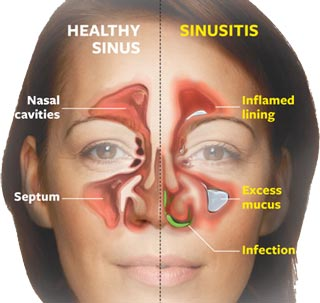 HEALTHY
SINUS
SINUSITIS
Nasal
cavities
Septum
Inflamed
lining
Excess
mucus
Infection